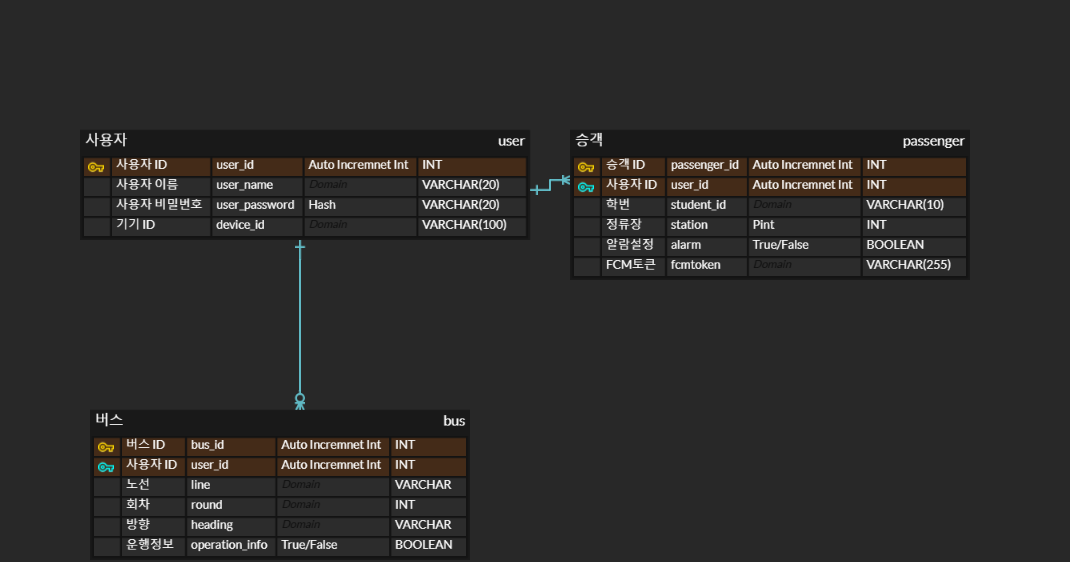 사용자 user
사용자 ID user_id Auto Incremnet Int INT
사용자 이름 user_name Domain VARCHAR(20)
사용자 비밀번호 user_password Hash VARCHAR(20)
기기 ID device_id Domain VARCHAR(100)
승객 passenger
승객 ID passenger_id Auto Incremnet Int INT
사용자 ID user_id Auto Incremnet Int INT
학번 student_id Domain VARCHAR(10)
정류장 station Pint INT
알람설정 alarm True/False BOOLEAN
FCM토큰 fcmtoken Domain VARCHAR(255)
버스 bus
버스 ID bus_id Auto Incremnet Int INT
사용자 ID user_id Auto Incremnet Int INT
노선 line Domain VARCHAR
회차 round Domain INT
방향 heading Domain VARCHAR
운행정보 operation_info True/False BOOLEAN